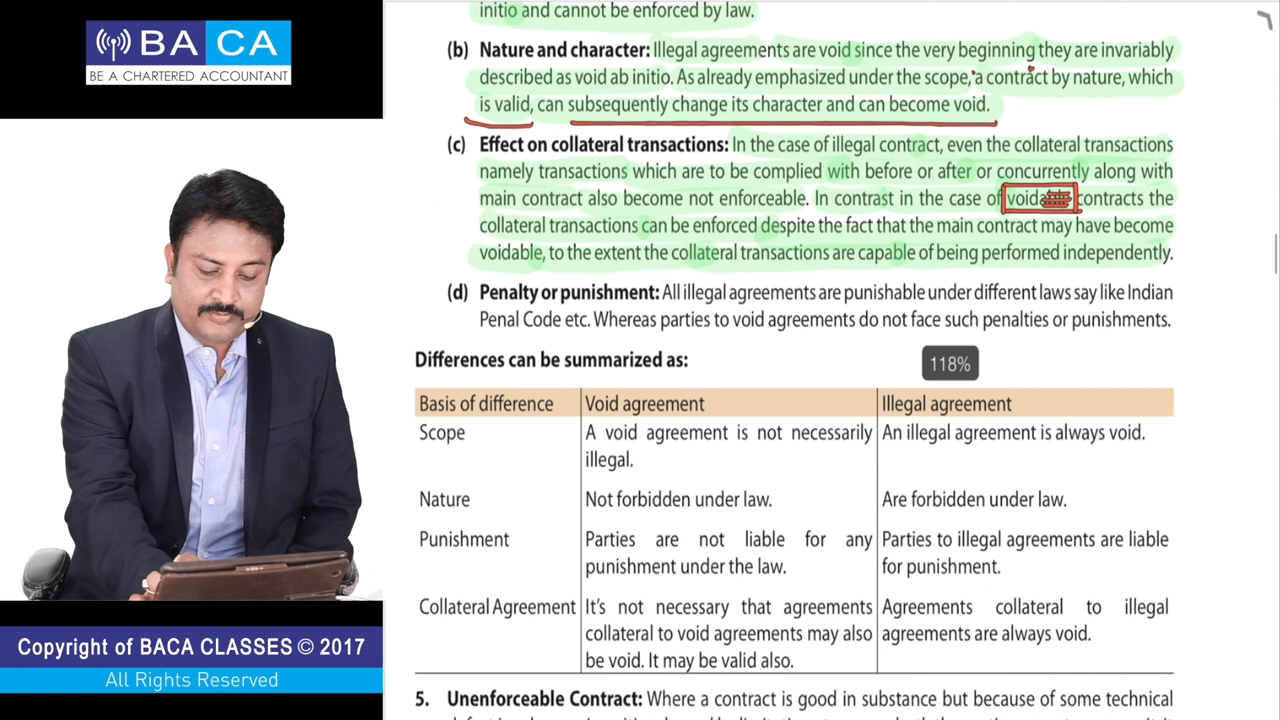 BA CA
BE A CHARTERED ACCOUNTANT
Copyright of BACA CLASSES © 2017
All Rights Reserved
initio and cannot be enforced by law.
(b) Nature and character: Illegal agreements are void since the very beginning they are invariably
described as void ab initio. As already emphasized under the scope, a contract by nature, which
is valid, can subsequently change its character and can become void.
(c) Effect on collateral transactions: In the case of illegal contract, even the collateral transactions
namely transactions which are to be complied with before or after or concurrently along with
main contract also become not enforceable. In contrast in the case of void contracts the
collateral transactions can be enforced despite the fact that the main contract may have become
voidable, to the extent the collateral transactions are capable of being performed independently.
(d) Penalty or punishment: All illegal agreements are punishable under different laws say like Indian
Penal Code etc. Whereas parties to void agreements do not face such penalties or punishments.
Differences can be summarized as:
118%
Basis of difference Void agreement Illegal agreement
Scope A void agreement is not necessarily An illegal agreement is always void.
illegal.
Nature Not forbidden under law. Are forbidden under law.
Punishment Parties are not liable for any Parties to illegal agreements are liable
punishment under the law. for punishment.
Collateral Agreement It's not necessary that agreements Agreements collateral to illegal
collateral to void agreements may also agreements are always void.
be void. It may be valid also.
5. Unenforceable Contract: Where a contract is good in substance but because of some technical